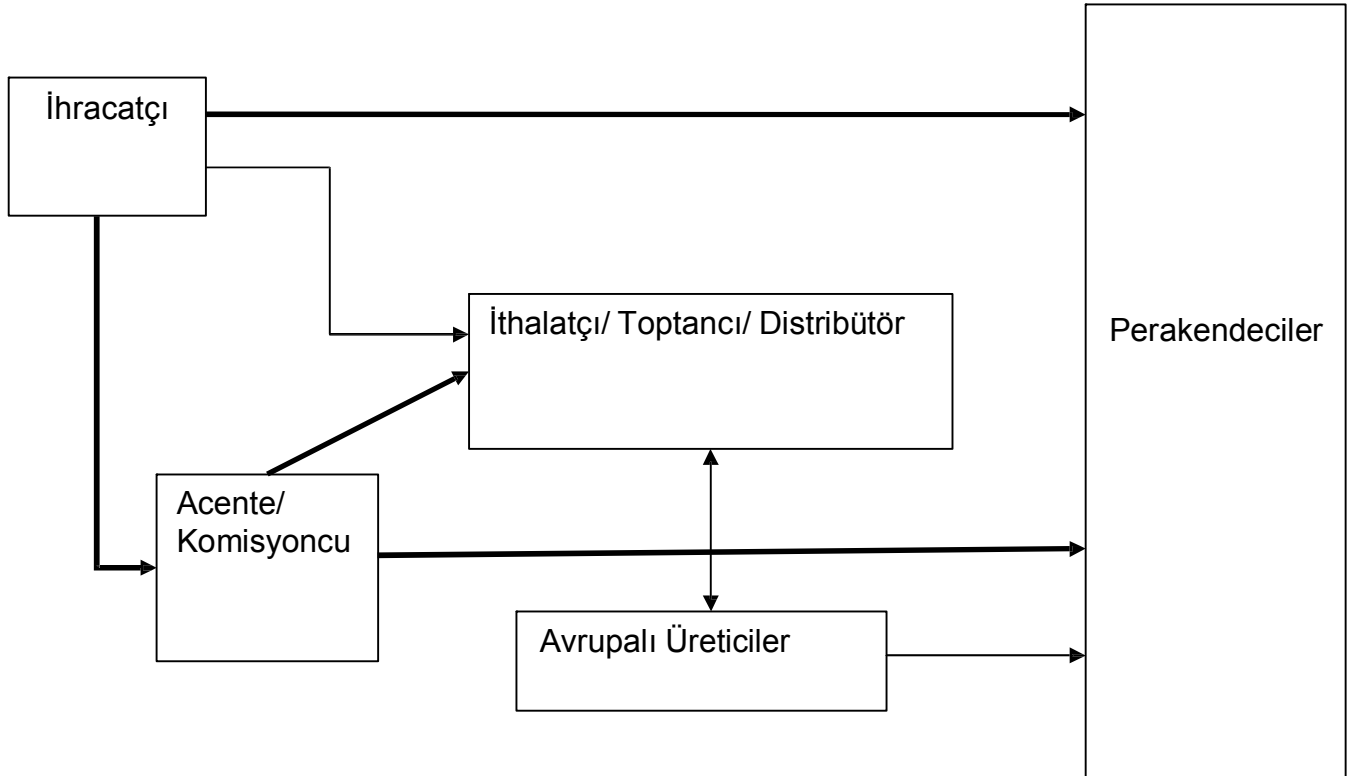 İhracatçı
İthalatçı/ Toptancı/ Distribütör
Perakendeciler
Acente/
Komisyoncu
Avrupalı Üreticiler